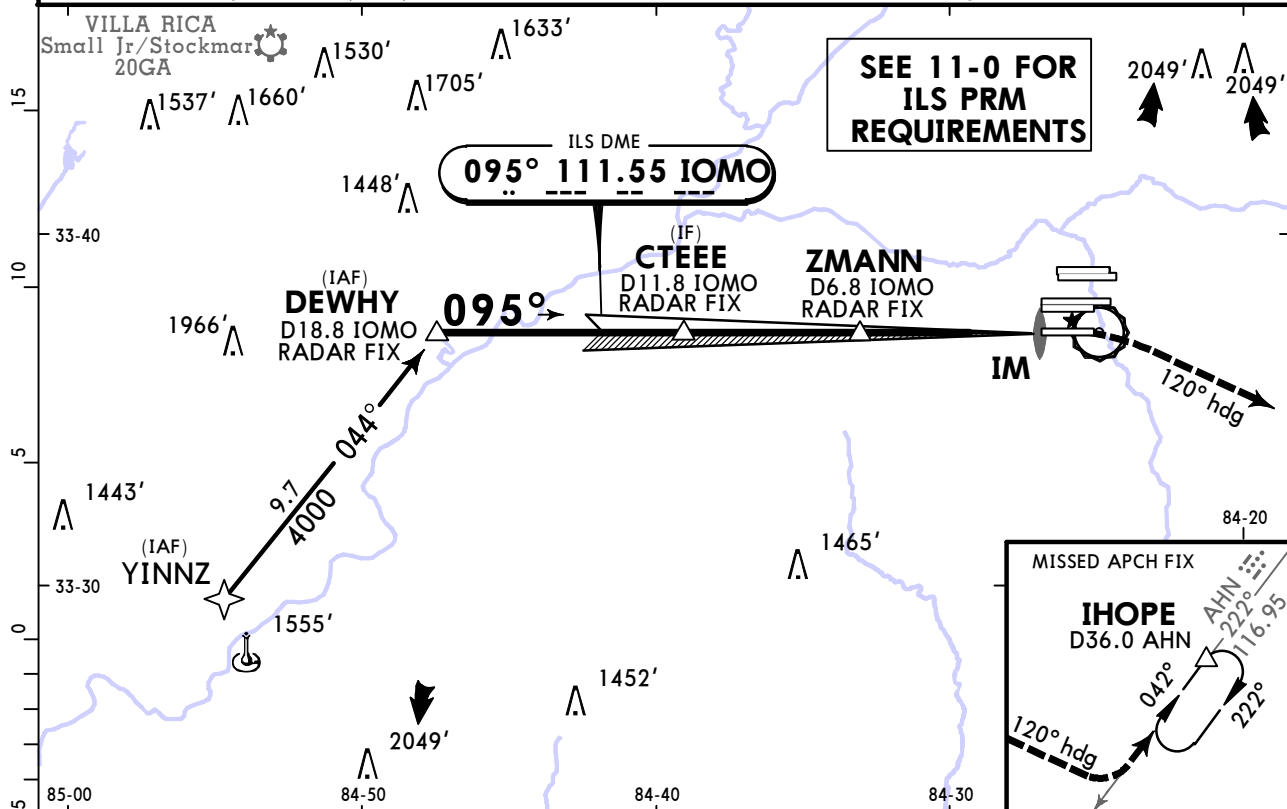 VILLA RICA
Small Jr/Stockmar
20GA
1530'
1633'
1537'
1660'
1705'
SEE 11-0 FOR
ILS PRM
REQUIREMENTS
2049'
2049'
15
ILS DME
095° 111.55 IOMO
1448'
33-40
10
(IAF)
DEWHY
D18.8 IOMO
RADAR FIX
095°
(IF)
CTEEE
D11.8 IOMO
RADAR FIX
ZMANN
D6.8 IOMO
RADAR FIX
1966'
IM
120° hdg
044°
9.7
4000
5
1443'
(IAF)
YINNZ
33-30
1555'
0
1465'
1452'
2049'
84-20
MISSED APCH FIX
IHOPE
D36.0 AHN
AHN
222°
116.95
042°
222°
120° hdg
5
85-00
84-50
84-40
84-30